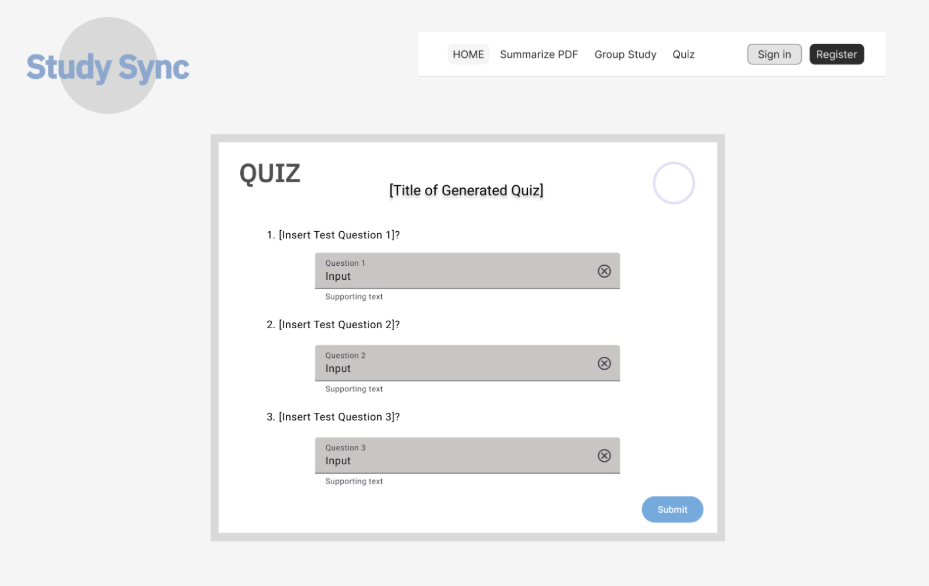 Study Sync
HOME Summarize PDF Group Study Quiz Sign in Register
QUIZ
[Title of Generated Quiz]
1. [Insert Test Question 1]?
Question 1
Input
Supporting text
2. [Insert Test Question 2]?
Question 2
Input
Supporting text
3. [Insert Test Question 3]?
Question 3
Input
Supporting text
Submit